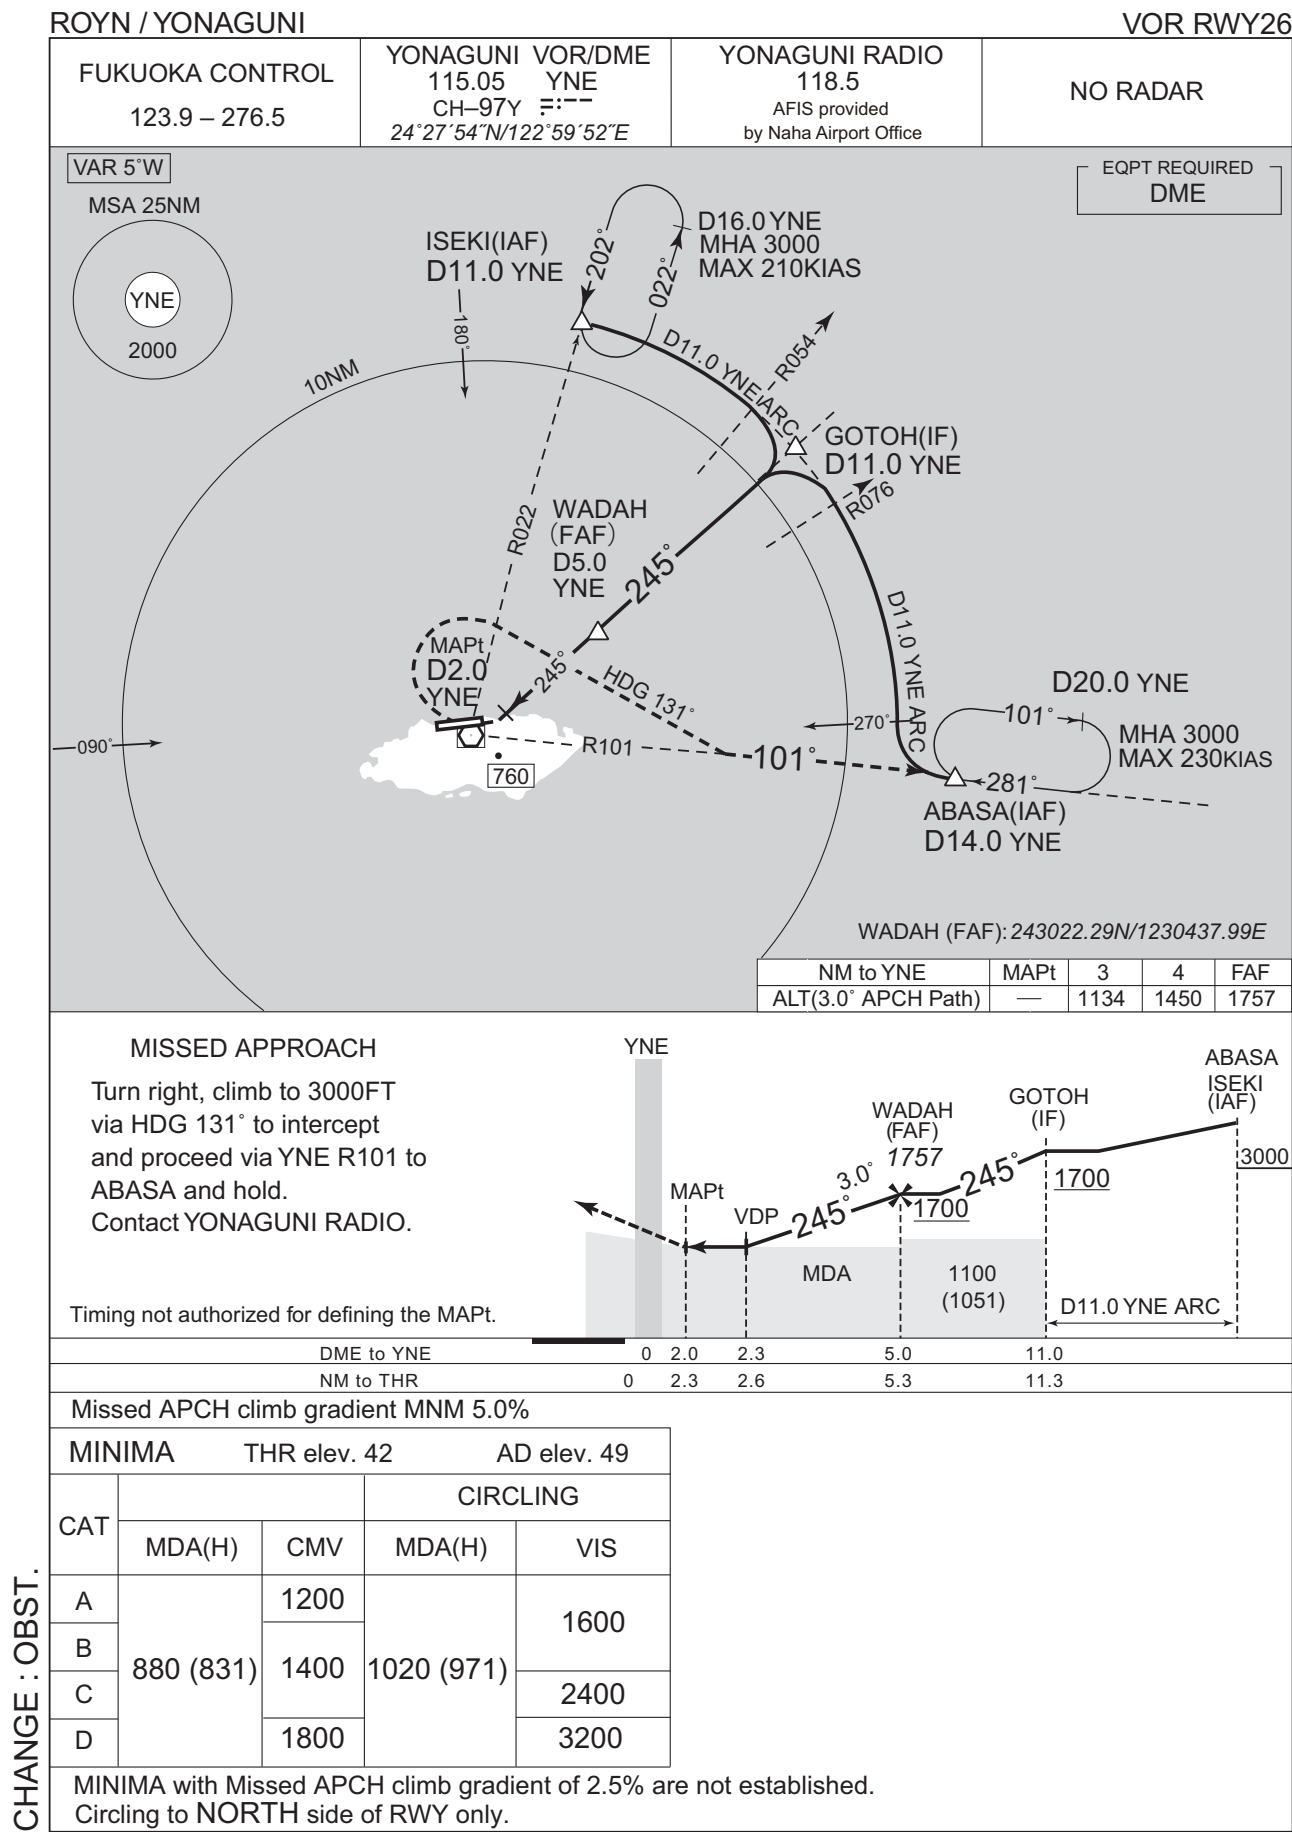 ROYN / YONAGUNI
VOR RWY26
FUKUOKA CONTROL
123.9 – 276.5
YONAGUNI VOR/DME
115.05 YNE
CH–97Y
24˚27´54˝N/122˚59´52˝E
YONAGUNI RADIO
118.5
AFIS provided
by Naha Airport Office
NO RADAR
VAR 5˚W
MSA 25NM
YNE
2000
EQPT REQUIRED
DME
ISEKI(IAF)
D11.0 YNE
180˚
202˚
022˚
D16.0 YNE
MHA 3000
MAX 210KIAS
10NM
D11.0 YNE ARC
R054
GOTOH(IF)
D11.0 YNE
R076
R022
WADAH
(FAF)
D5.0
YNE
245˚
D11.0 YNE ARC
MAPt
D2.0
YNE
245˚
HDG 131˚
D20.0 YNE
101˚
MHA 3000
MAX 230KIAS
090˚
270˚
R101
101˚
281˚
760
ABASA(IAF)
D14.0 YNE
WADAH (FAF): 243022.29N/1230437.99E
NM to YNE MAPt 3 4 FAF
ALT(3.0˚ APCH Path) — 1134 1450 1757
MISSED APPROACH
Turn right, climb to 3000FT
via HDG 131˚ to intercept
and proceed via YNE R101 to
ABASA and hold.
Contact YONAGUNI RADIO.
Timing not authorized for defining the MAPt.
YNE
MAPt
VDP
245˚
3.0˚
WADAH
(FAF)
1757
1700
245˚
GOTOH
(IF)
1700
ABASA
ISEKI
(IAF)
3000
MDA
1100
(1051)
D11.0 YNE ARC
DME to YNE 0 2.0 2.3 5.0 11.0
NM to THR 0 2.3 2.6 5.3 11.3
Missed APCH climb gradient MNM 5.0%
MINIMA THR elev. 42 AD elev. 49
CAT
CIRCLING
MDA(H) CMV MDA(H) VIS
A
B
C
D
880 (831)
1200
1400
1800
1020 (971)
1600
2400
3200
MINIMA with Missed APCH climb gradient of 2.5% are not established.
Circling to NORTH side of RWY only.
CHANGE : OBST.